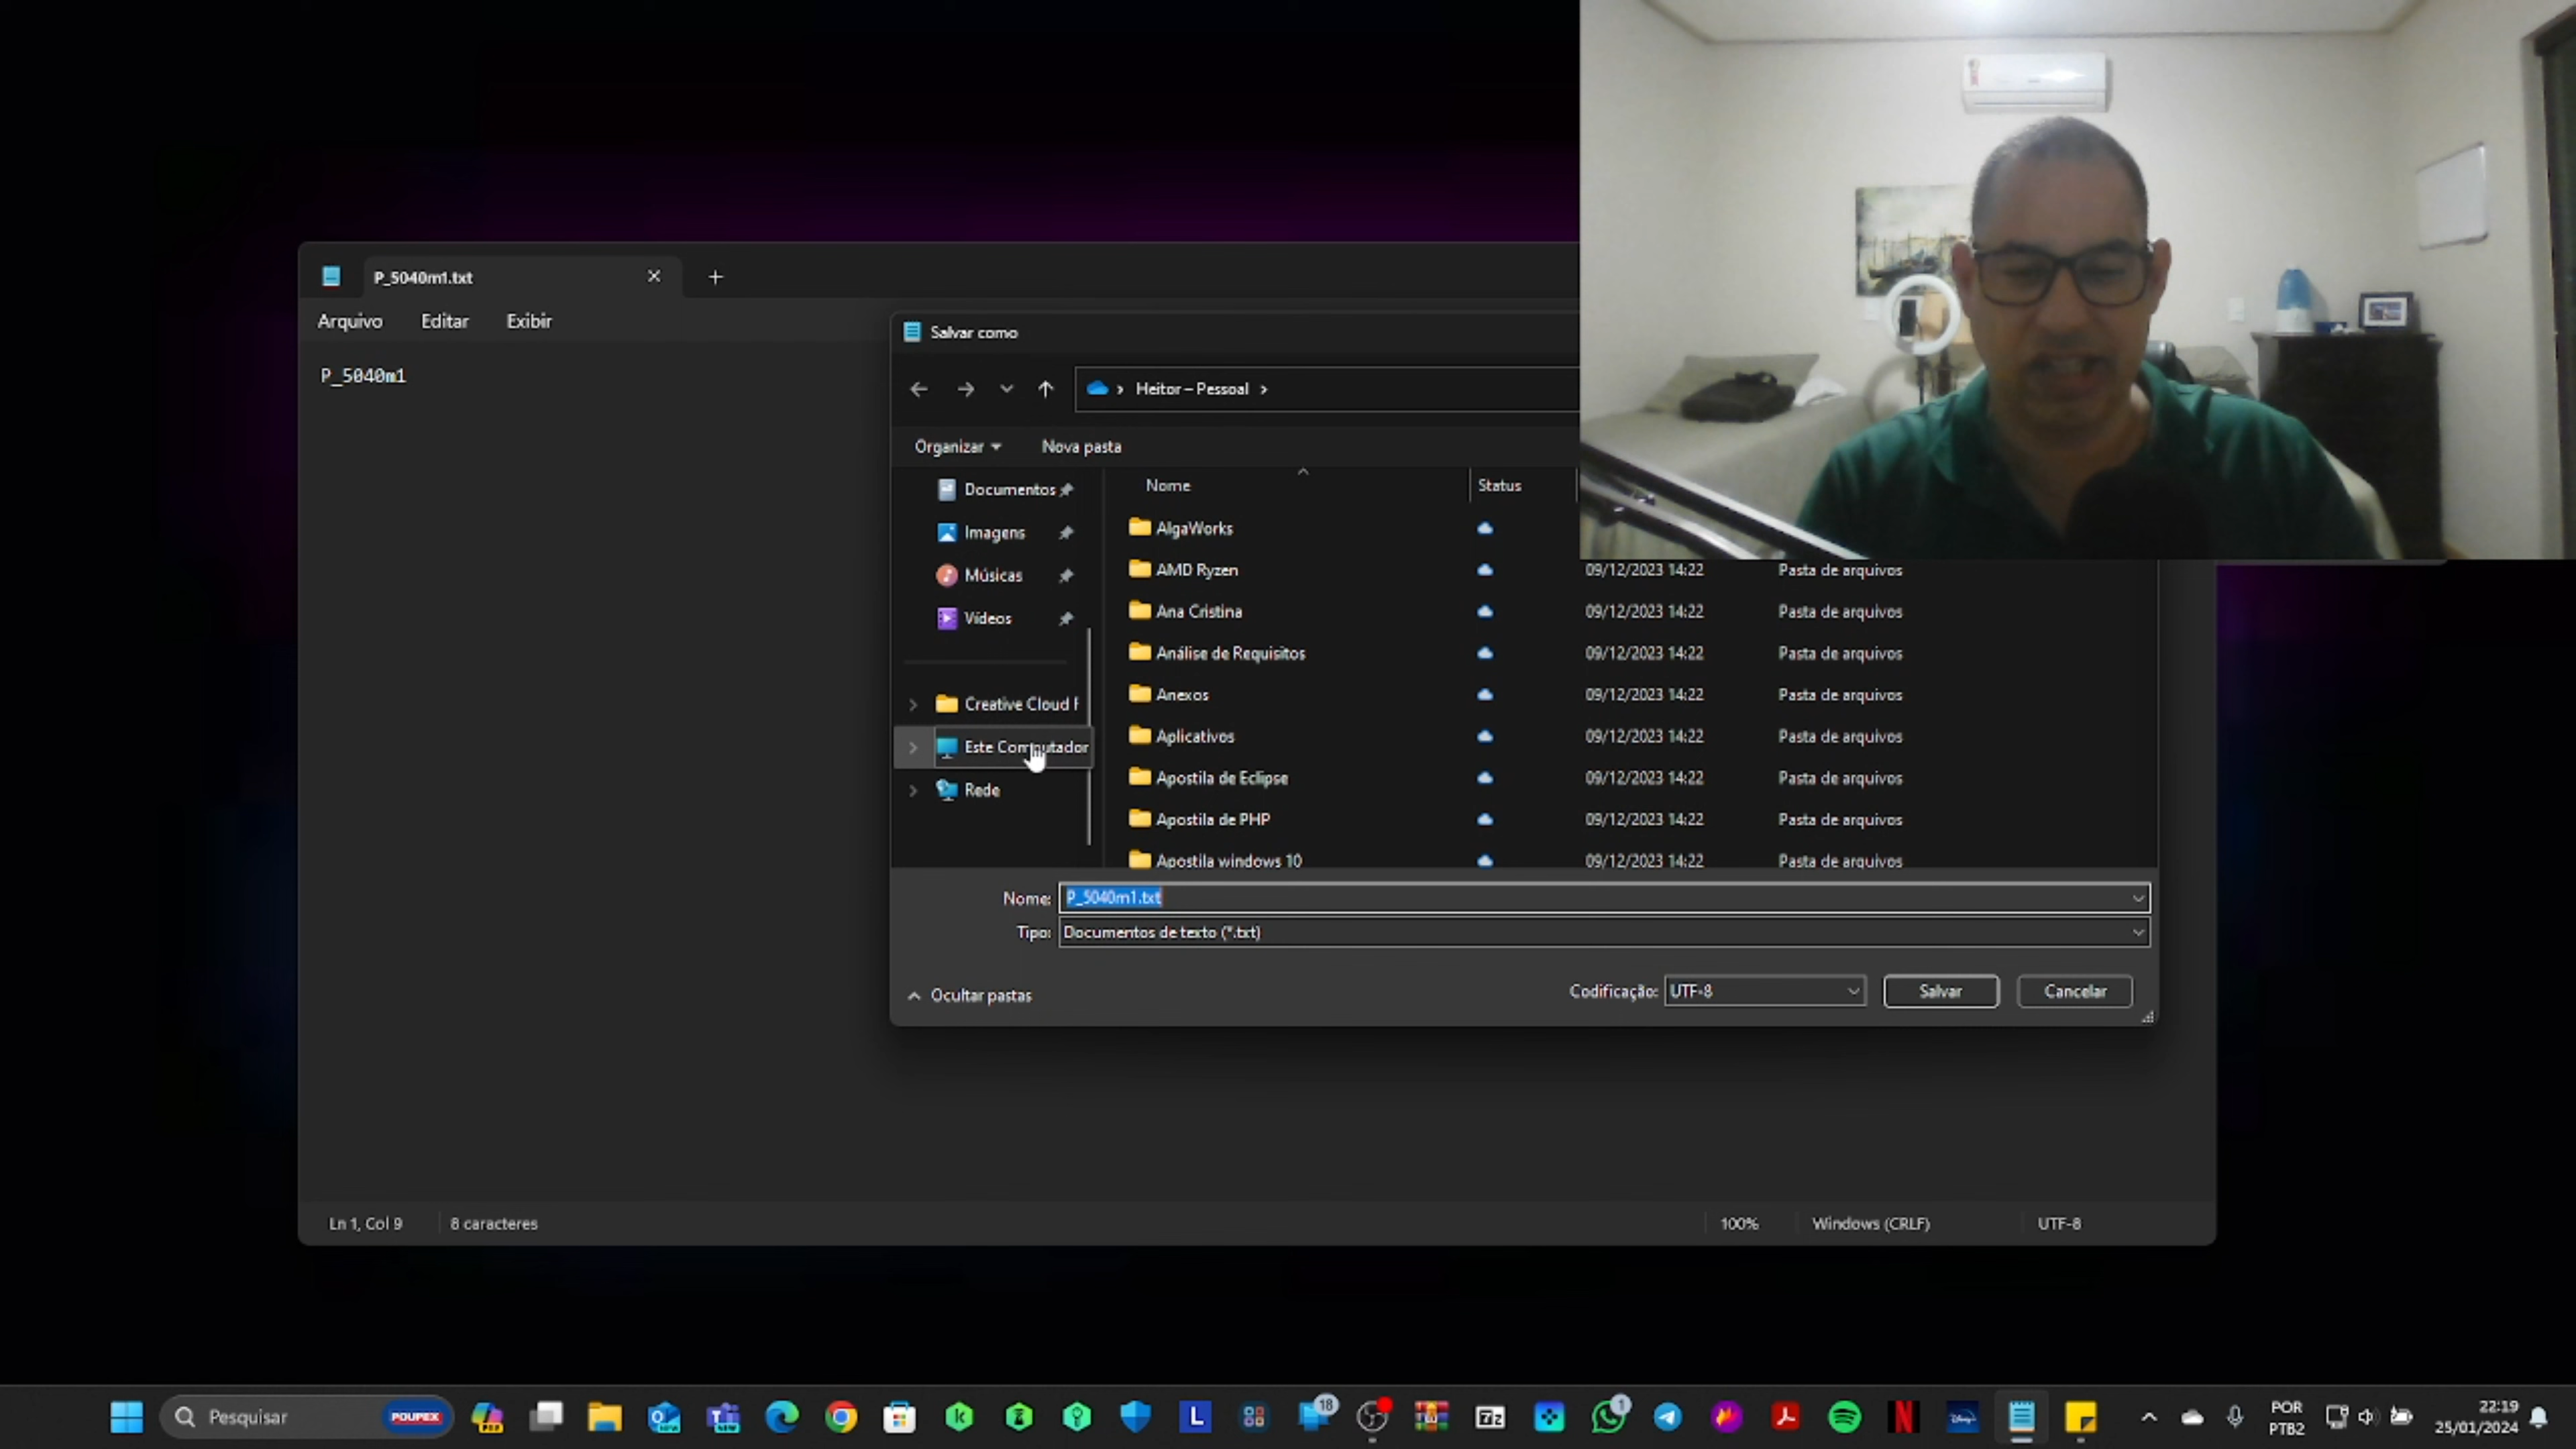 P_5040m1.txt
Arquivo Editar Exibir
P_5040m1
Salvar como
Heitor – Pessoal
Organizar Nova pasta
Documentos
Imagens
Músicas
Vídeos
Creative Cloud F
Este Computador
Rede
Nome Status
AlgaWorks
AMD Ryzen 09/12/2023 14:22 Pasta de arquivos
Ana Cristina 09/12/2023 14:22 Pasta de arquivos
Análise de Requisitos 09/12/2023 14:22 Pasta de arquivos
Anexos 09/12/2023 14:22 Pasta de arquivos
Aplicativos 09/12/2023 14:22 Pasta de arquivos
Apostila de Eclipse 09/12/2023 14:22 Pasta de arquivos
Apostila de PHP 09/12/2023 14:22 Pasta de arquivos
Apostila windows 10 09/12/2023 14:22 Pasta de arquivos
Nome: P_5040m1.txt
Tipo: Documentos de texto (*.txt)
Ocultar pastas
Codificação: UTF-8 Salvar Cancelar
Ln 1, Col 9 8 caracteres 100% Windows (CRLF) UTF-8
Pesquisar POUPEX
18
1
POR
PTB2
22:19
25/01/2024